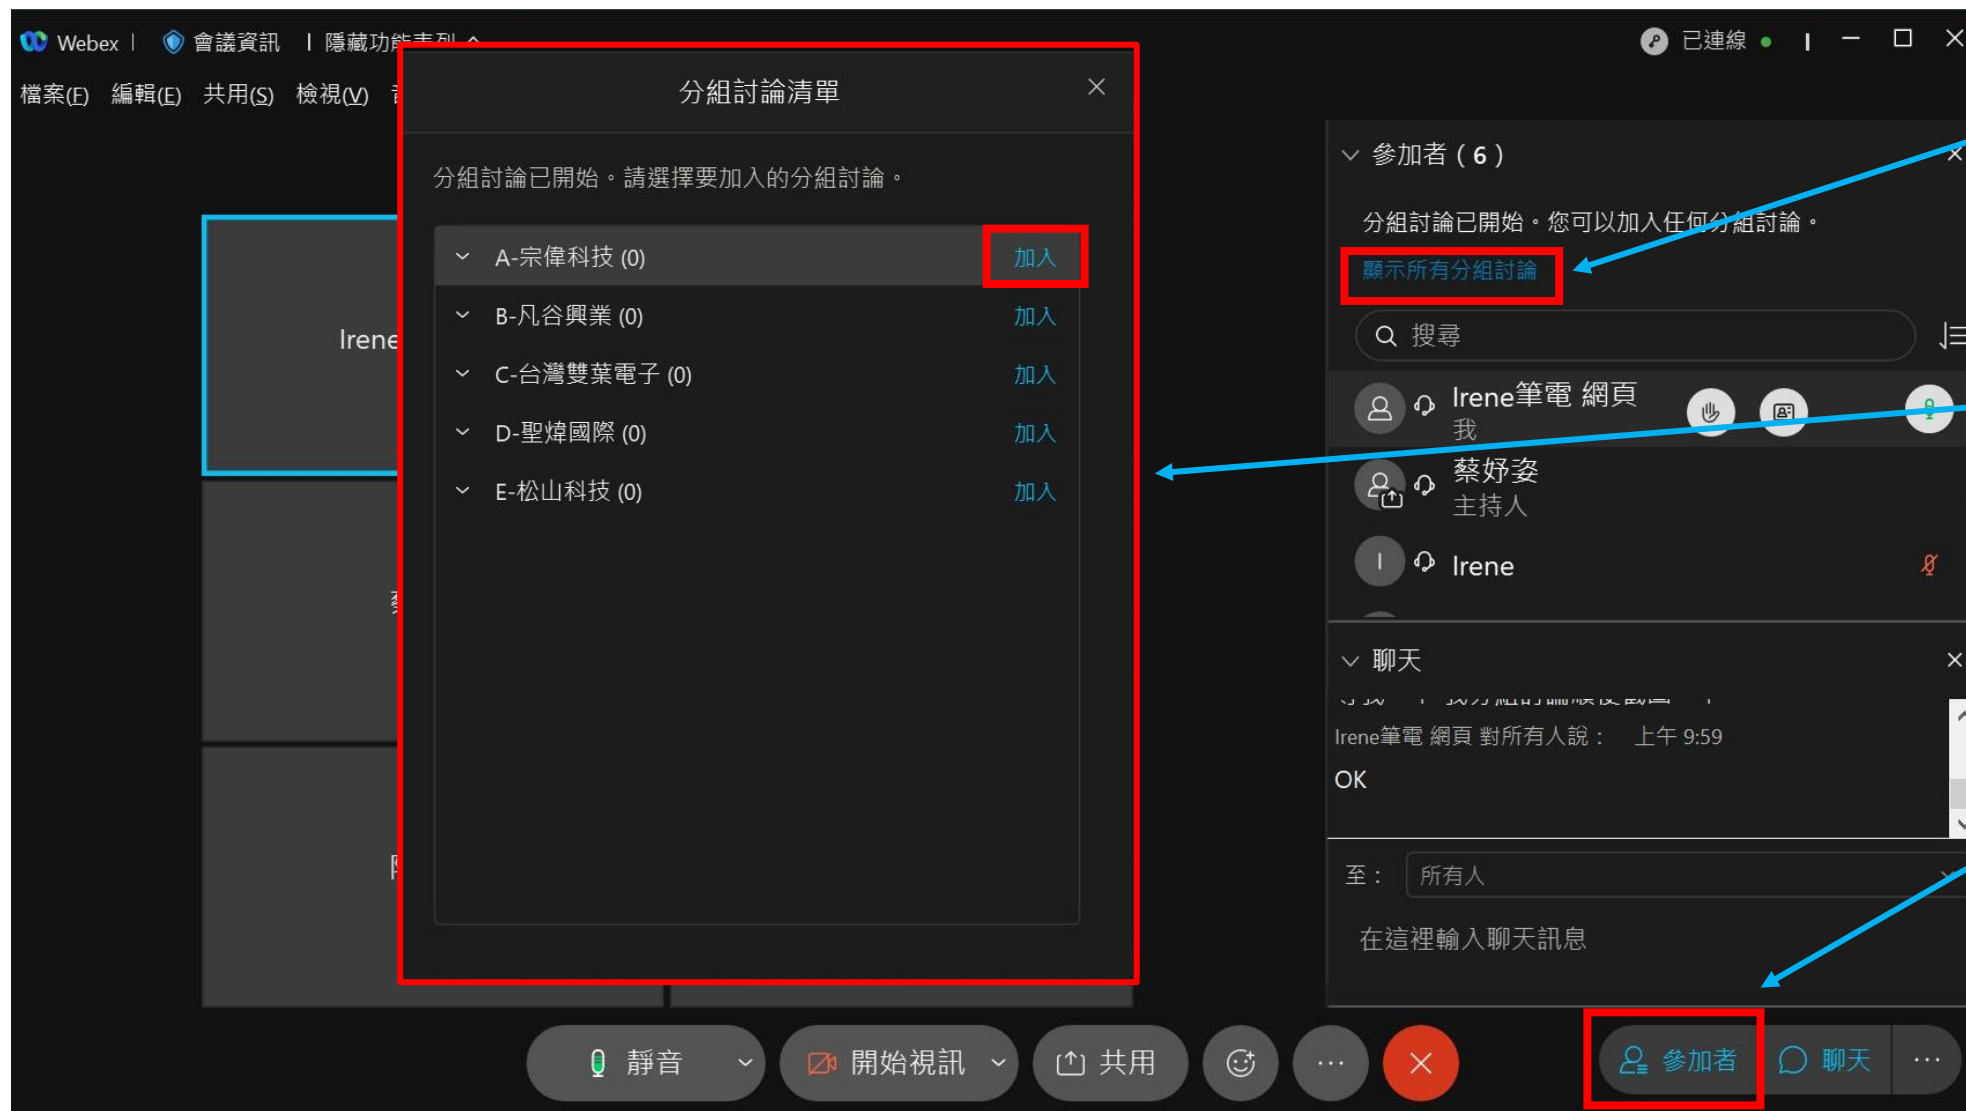 Webex | 會議資訊 | 隱藏功能表列
已連線
檔案(F) 編輯(E) 共用(S) 檢視(V)
分組討論清單
分組討論已開始。請選擇要加入的分組討論。
A-宗偉科技 (0) 加入
B-凡谷興業 (0) 加入
C-台灣雙葉電子 (0) 加入
D-聖煒國際 (0) 加入
E-松山科技 (0) 加入
Irene
參加者 ( 6 )
分組討論已開始。您可以加入任何分組討論。
顯示所有分組討論
搜尋
Irene筆電 網頁
我
蔡妤姿
主持人
I Irene
聊天
Irene筆電 網頁 對所有人說： 上午 9:59
OK
至： 所有人
在這裡輸入聊天訊息
靜音 開始視訊 共用 參加者 聊天